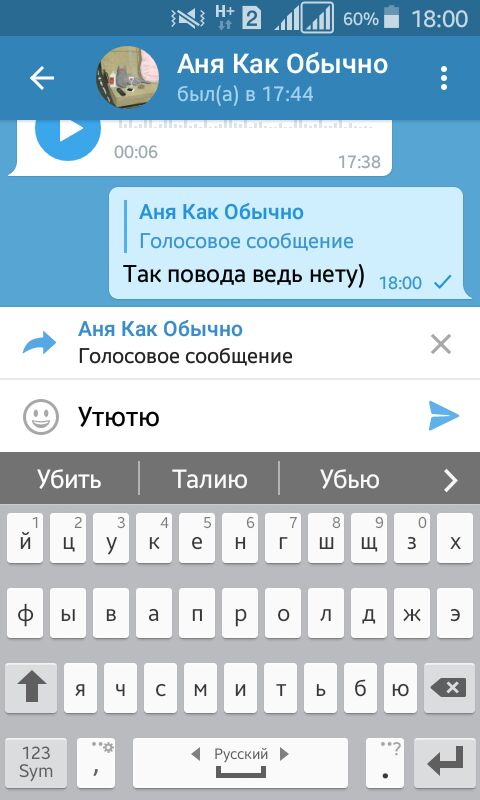 H+ 2 60% 18:00
Аня Как Обычно
был(а) в 17:44
00:06
17:38
Аня Как Обычно
Голосовое сообщение
Так повода ведь нету) 18:00
Аня Как Обычно
Голосовое сообщение
Утютю
Убить Талию Убью
1 2 3 4 5 6 7 8 9 0
й ц у к е н г ш щ з х
ф ы в а п р о л д ж э
я ч с м и т ь б ю
123 Sym , Русский . ?